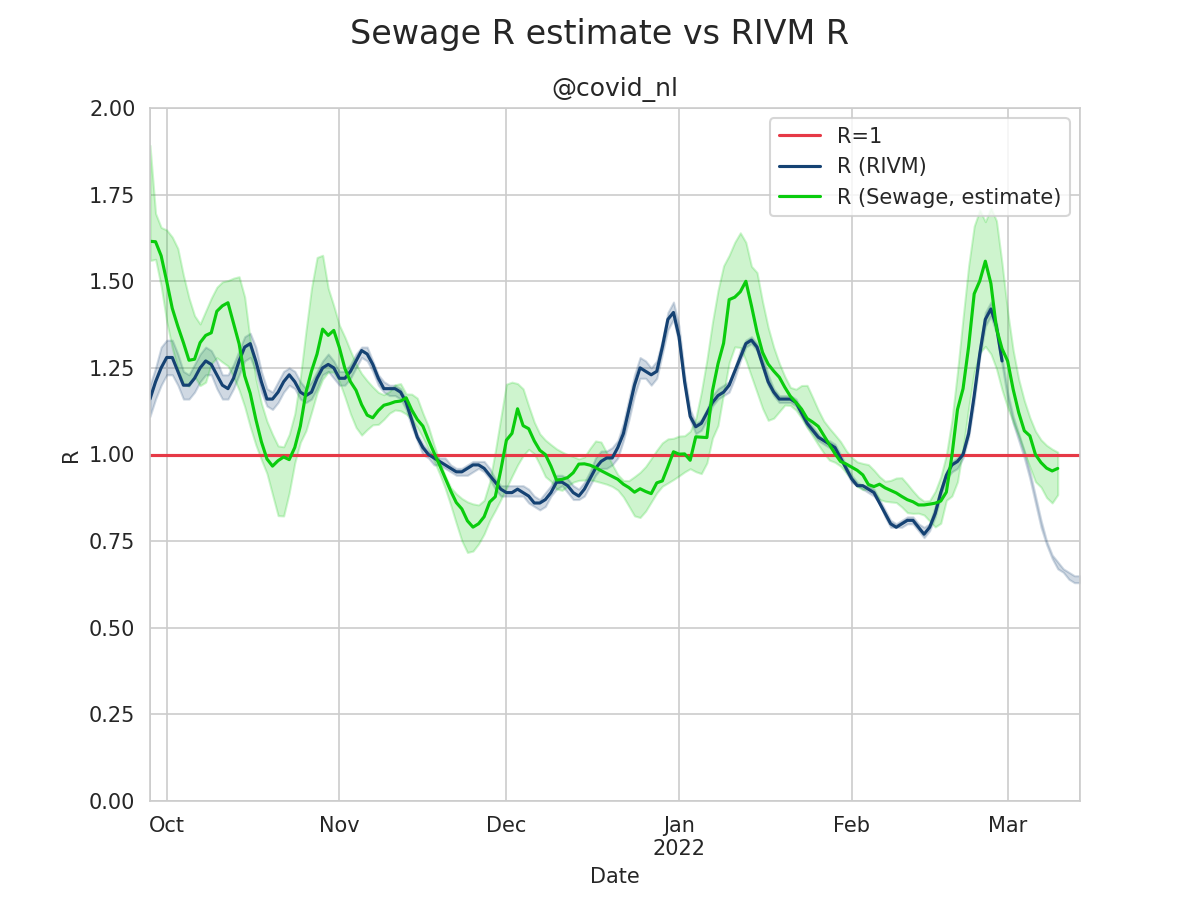 Sewage R estimate vs RIVM R
@covid_nl
R=1
R (RIVM)
R (Sewage, estimate)
2.00
1.75
1.50
1.25
1.00
0.75
0.50
0.25
0.00
R
Oct Nov Dec Jan Feb Mar
2022
Date